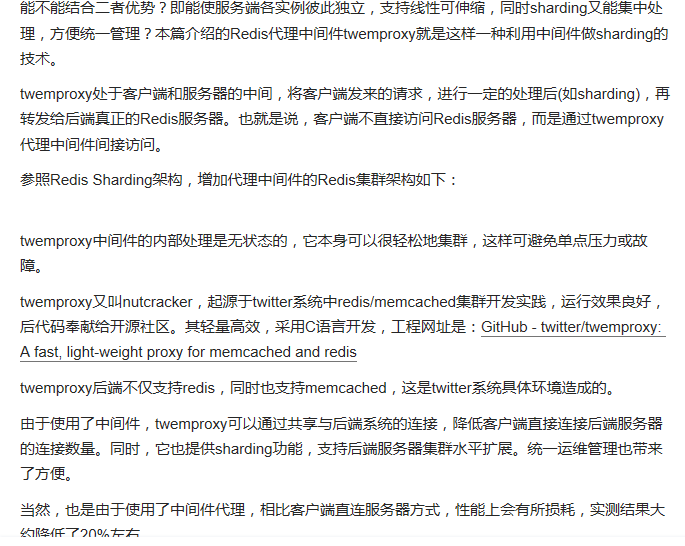 能不能结合二者优势？即能使服务端各实例彼此独立，支持线性可伸缩，同时sharding又能集中处
理，方便统一管理？本篇介绍的Redis代理中间件twemproxy就是这样一种利用中间件做sharding的
技术。
twemproxy处于客户端和服务器的中间，将客户端发来的请求，进行一定的处理后(如sharding)，再
转发给后端真正的Redis服务器。也就是说，客户端不直接访问Redis服务器，而是通过twemproxy
代理中间件间接访问。
参照Redis Sharding架构，增加代理中间件的Redis集群架构如下：
twemproxy中间件的内部处理是无状态的，它本身可以很轻松地集群，这样可避免单点压力或故
障。
twemproxy又叫nutcracker，起源于twitter系统中redis/memcached集群开发实践，运行效果良好，
后代码奉献给开源社区。其轻量高效，采用C语言开发，工程网址是：GitHub - twitter/twemproxy:
A fast, light-weight proxy for memcached and redis
twemproxy后端不仅支持redis，同时也支持memcached，这是twitter系统具体环境造成的。
由于使用了中间件，twemproxy可以通过共享与后端系统的连接，降低客户端直接连接后端服务器
的连接数量。同时，它也提供sharding功能，支持后端服务器集群水平扩展。统一运维管理也带来
了方便。
当然，也是由于使用了中间件代理，相比客户端直连服务器方式，性能上会有所损耗，实测结果大
约降低了20%左右